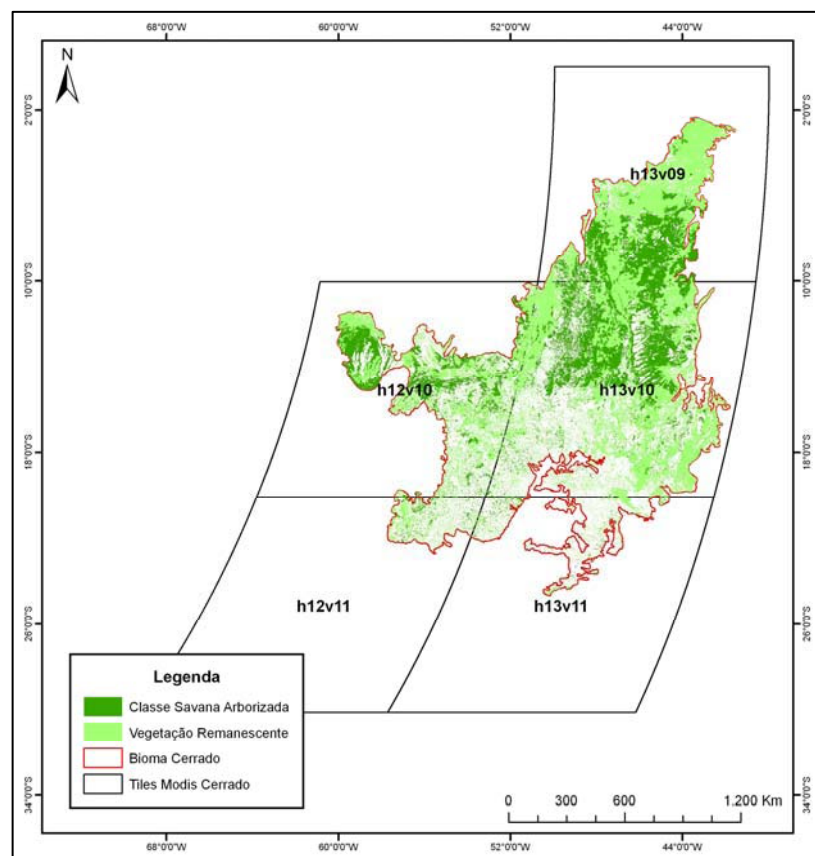 68°0'0"W 60°0'0"W 52°0'0"W 44°0'0"W
N
2°0'0"S 2°0'0"S
h13v09
10°0'0"S 10°0'0"S
h12v10 h13v10
18°0'0"S 18°0'0"S
h12v11 h13v11
26°0'0"S 26°0'0"S
Legenda
Classe Savana Arborizada
Vegetação Remanescente
Bioma Cerrado
Tiles Modis Cerrado
0 300 600 1.200 Km
34°0'0"S 34°0'0"S
68°0'0"W 60°0'0"W 52°0'0"W 44°0'0"W